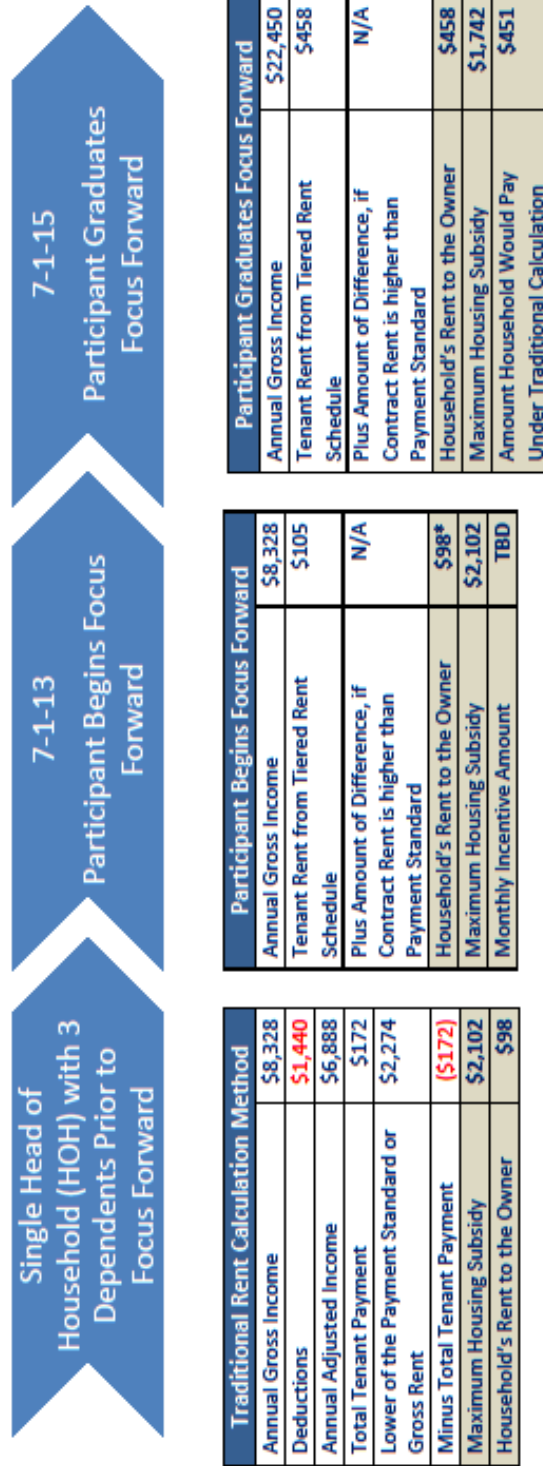 Single Head of
Household (HOH) with 3
Dependents Prior to
Focus Forward
7-1-13
Participant Begins Focus
Forward
7-1-15
Participant Graduates
Focus Forward
Traditional Rent Calculation Method
Annual Gross Income $8,328
Deductions $1,440
Annual Adjusted Income $6,888
Total Tenant Payment $172
Lower of the Payment Standard or $2,274
Gross Rent
Minus Total Tenant Payment ($172)
Maximum Housing Subsidy $2,102
Household's Rent to the Owner $98
Participant Begins Focus Forward
Annual Gross Income $8,328
Tenant Rent from Tiered Rent $105
Schedule
Plus Amount of Difference, if N/A
Contract Rent is higher than
Payment Standard
Household's Rent to the Owner $98*
Maximum Housing Subsidy $2,102
Monthly Incentive Amount TBD
Participant Graduates Focus Forward
Annual Gross Income $22,450
Tenant Rent from Tiered Rent $458
Schedule
Plus Amount of Difference, if N/A
Contract Rent is higher than
Payment Standard
Household's Rent to the Owner $458
Maximum Housing Subsidy $1,742
Amount Household Would Pay $451
Under Traditional Calculation